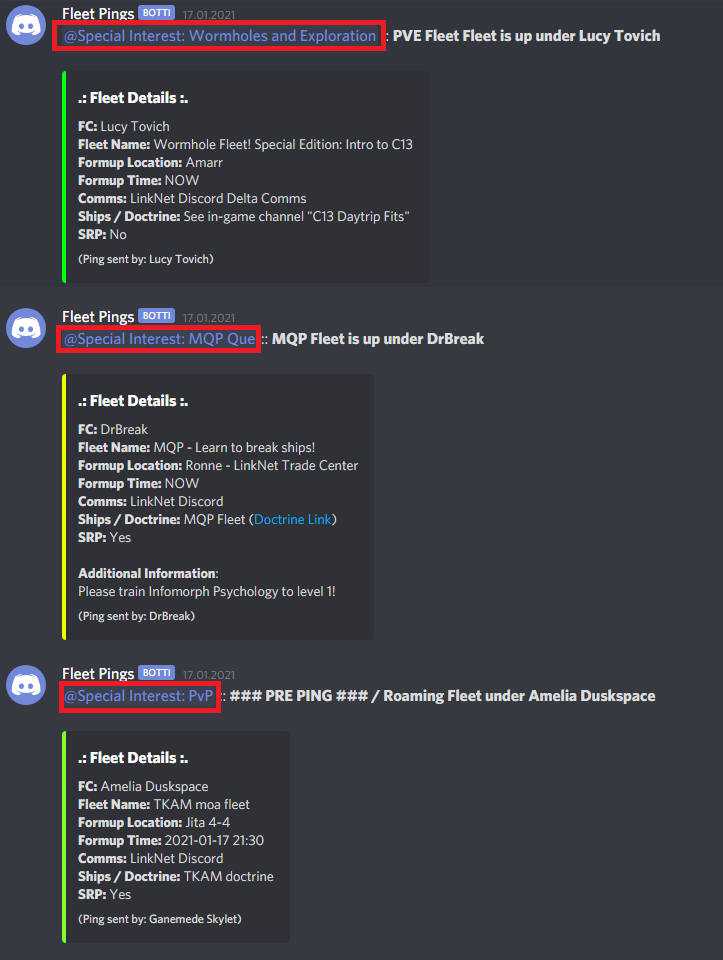 Fleet Pings BOTTI 17.01.2021
@Special Interest: Wormholes and Exploration : PVE Fleet Fleet is up under Lucy Tovich
.: Fleet Details :.
FC: Lucy Tovich
Fleet Name: Wormhole Fleet! Special Edition: Intro to C13
Formup Location: Amarr
Formup Time: NOW
Comms: LinkNet Discord Delta Comms
Ships / Doctrine: See in-game channel "C13 Daytrip Fits"
SRP: No
(Ping sent by: Lucy Tovich)
Fleet Pings BOTTI 17.01.2021
@Special Interest: MQP Que :: MQP Fleet is up under DrBreak
.: Fleet Details :.
FC: DrBreak
Fleet Name: MQP - Learn to break ships!
Formup Location: Ronne - LinkNet Trade Center
Formup Time: NOW
Comms: LinkNet Discord
Ships / Doctrine: MQP Fleet (Doctrine Link)
SRP: Yes
Additional Information:
Please train Infomorph Psychology to level 1!
(Ping sent by: DrBreak)
Fleet Pings BOTTI 17.01.2021
@Special Interest: PvP :: ### PRE PING ### / Roaming Fleet under Amelia Duskspace
.: Fleet Details :.
FC: Amelia Duskspace
Fleet Name: TKAM moa fleet
Formup Location: Jita 4-4
Formup Time: 2021-01-17 21:30
Comms: LinkNet Discord
Ships / Doctrine: TKAM doctrine
SRP: Yes
(Ping sent by: Ganemede Skylet)